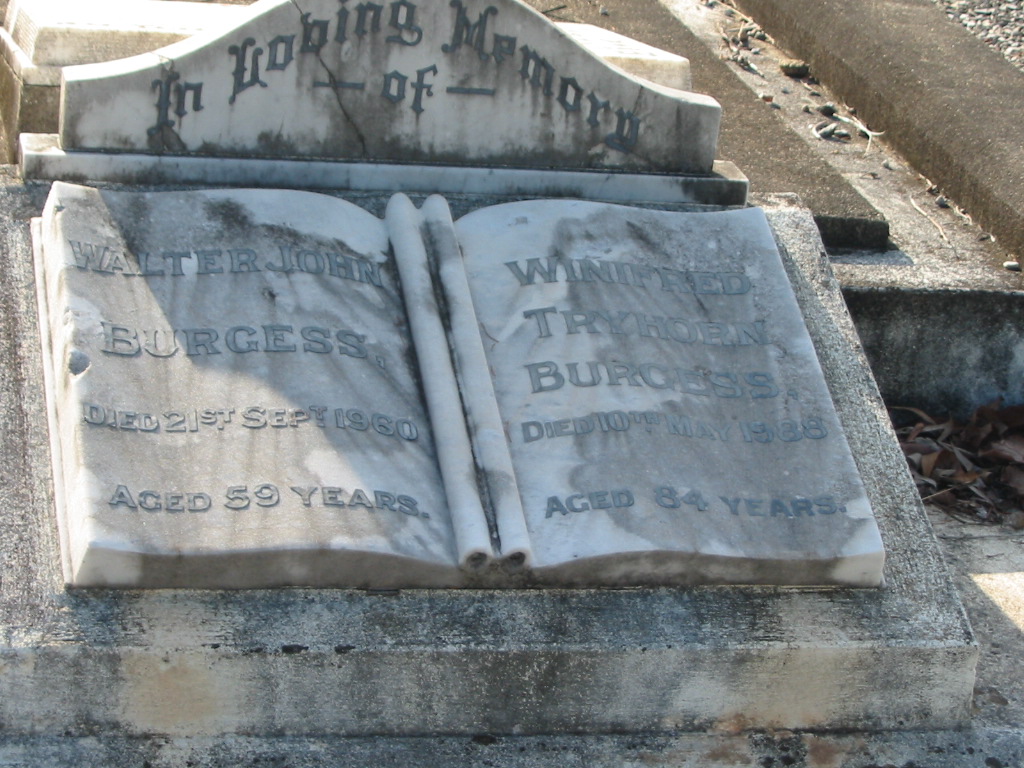 In Loving Memory
— of —
WALTER JOHN
BURGESS,
DIED 21ST SEPT 1960
AGED 59 YEARS.
WINIFRED
TRYHORN
BURGESS,
DIED 10TH MAY 1988
AGED 84 YEARS.